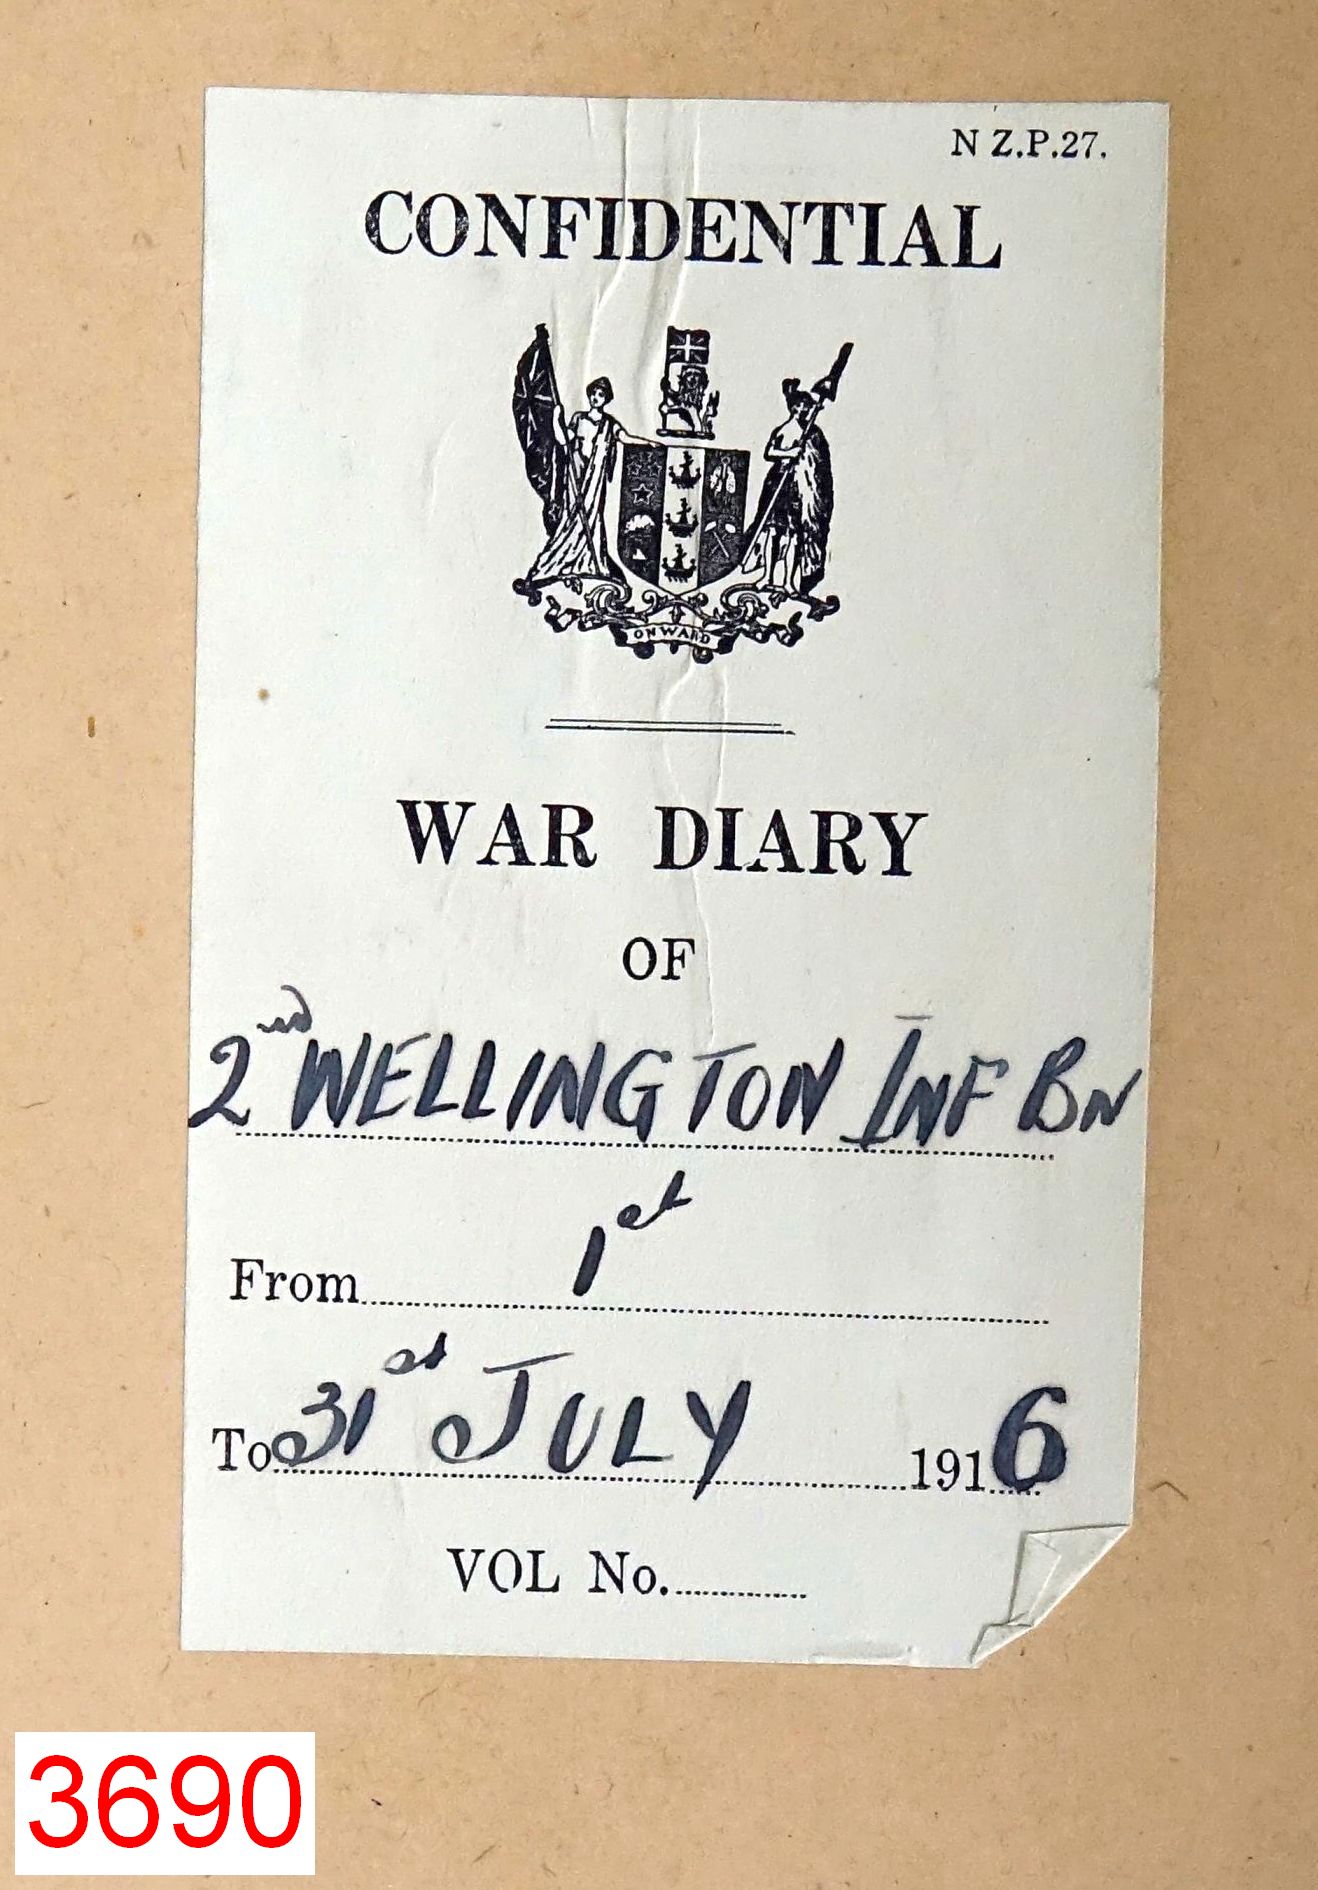 N Z.P.27.
CONFIDENTIAL
ONWARD
WAR DIARY
OF
2nd WELLINGTON INF BN
From 1st
To 31st JULY 1916
VOL No.
3690